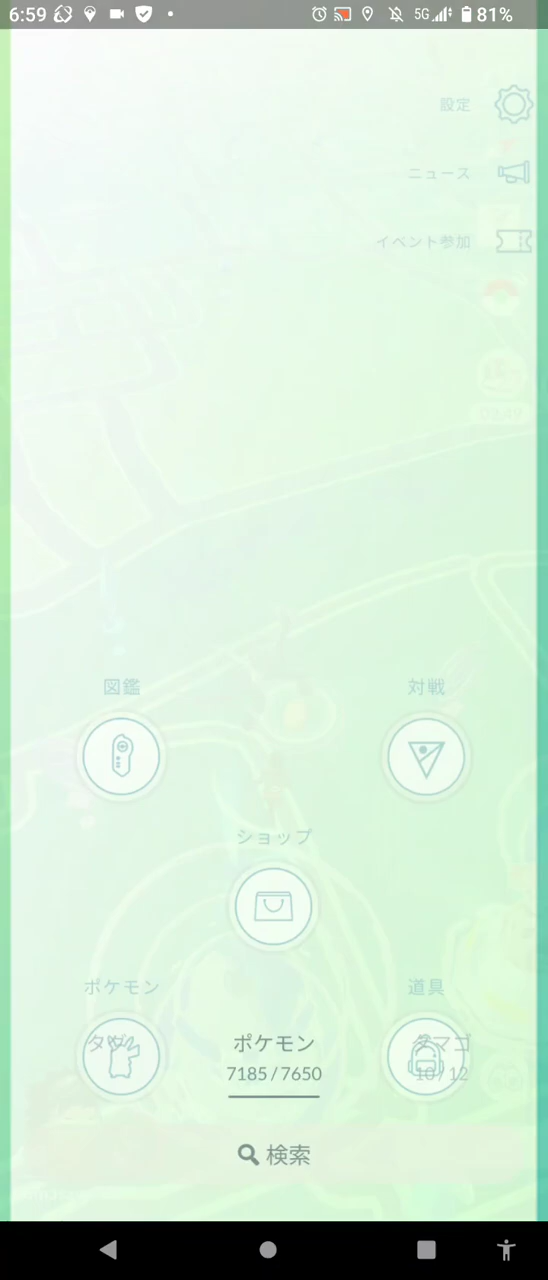 6:59
5G 81%
設定
ニュース
イベント参加
図鑑
対戦
ショップ
ポケモン
道具
タグ
ポケモン
タマゴ
7185 / 7650
10 / 12
検索